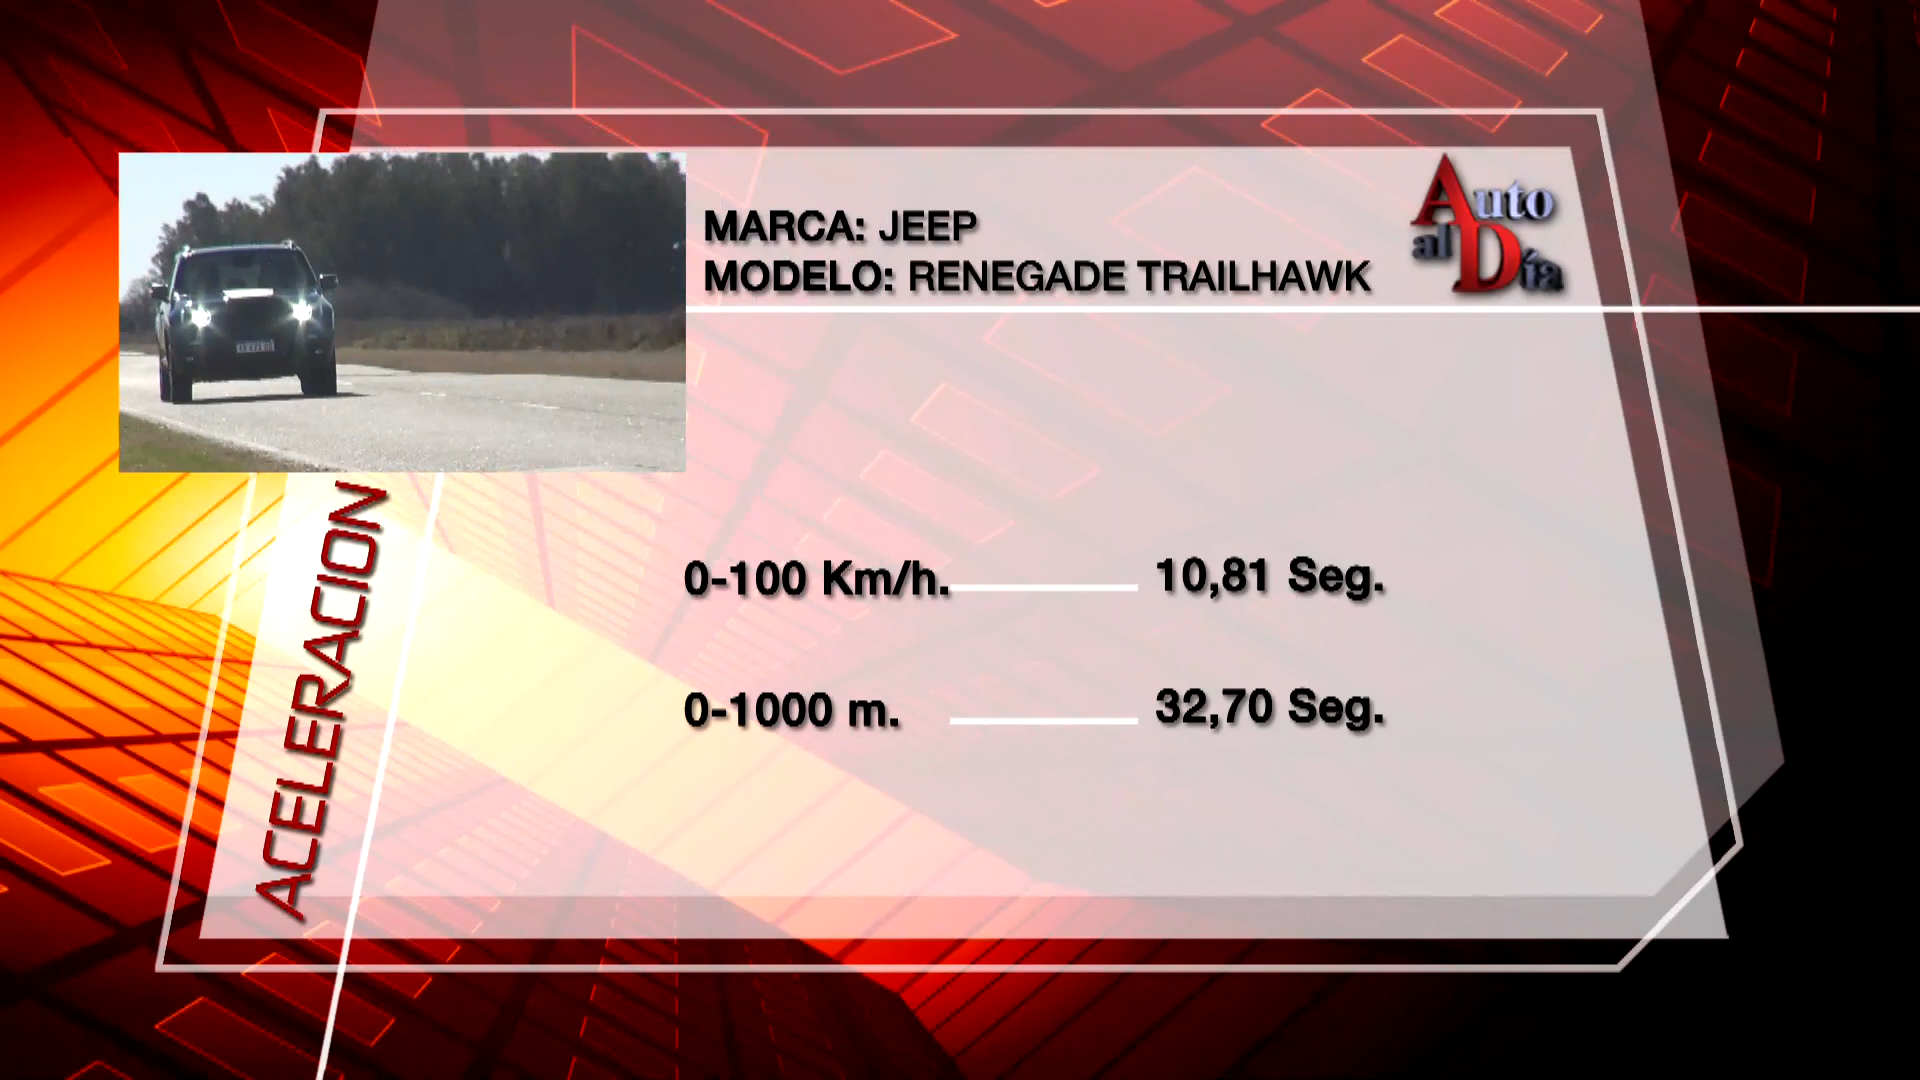 MARCA: JEEP
MODELO: RENEGADE TRAILHAWK
Auto
al Día
ACELERACION
0-100 Km/h. 10,81 Seg.
0-1000 m. 32,70 Seg.